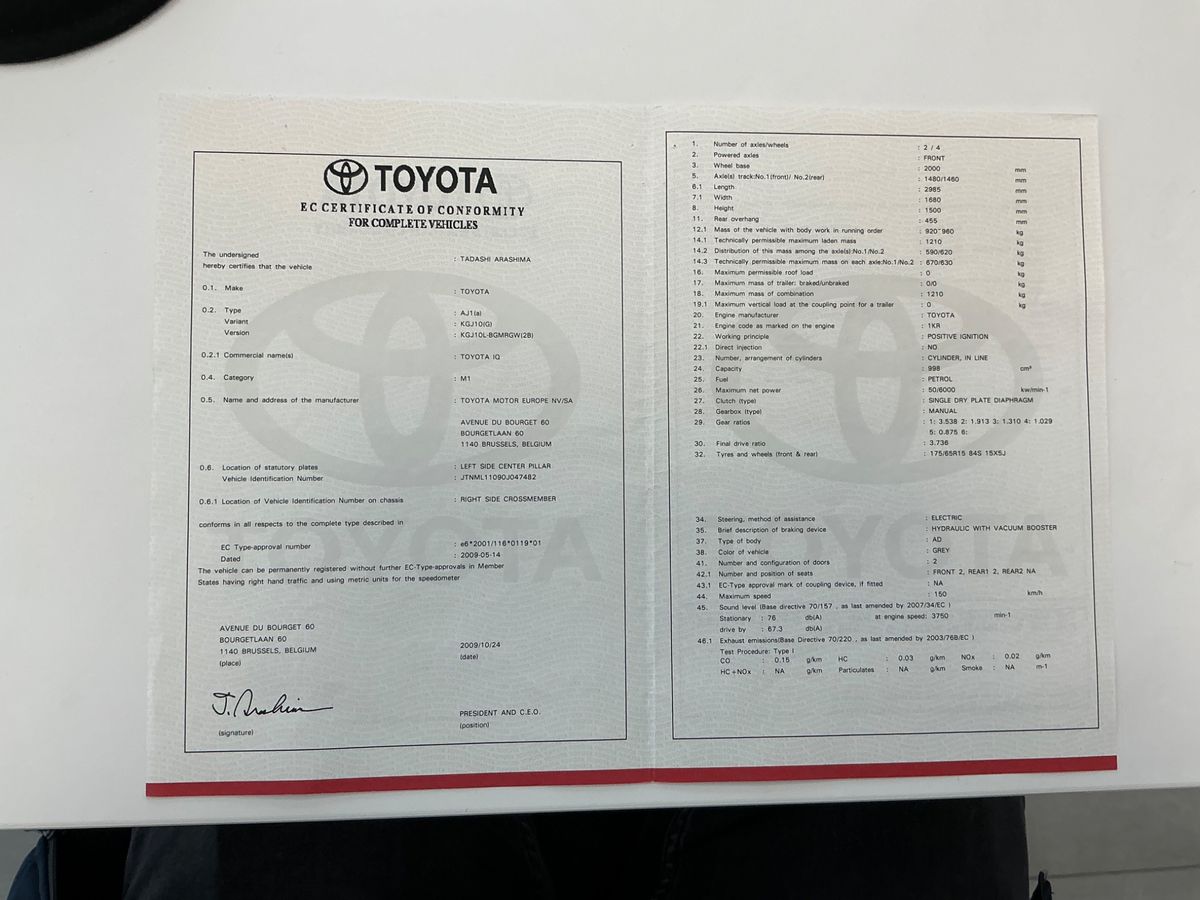 TOYOTA
EC CERTIFICATE OF CONFORMITY
FOR COMPLETE VEHICLES
The undersigned : TADASHI ARASHIMA
hereby certifies that the vehicle
0.1. Make : TOYOTA
0.2. Type : AJ1(a)
Variant : KGJ10(G)
Version : KGJ10L-BGMRGW(2B)
0.2.1 Commercial name(s) : TOYOTA IQ
0.4. Category : M1
0.5. Name and address of the manufacturer : TOYOTA MOTOR EUROPE NV/SA
AVENUE DU BOURGET 60
BOURGETLAAN 60
1140 BRUSSELS, BELGIUM
0.6. Location of statutory plates : LEFT SIDE CENTER PILLAR
Vehicle Identification Number : JTNML11090J047482
0.6.1 Location of Vehicle Identification Number on chassis : RIGHT SIDE CROSSMEMBER
conforms in all respects to the complete type described in
EC Type-approval number : e6*2001/116*0119*01
Dated : 2009-05-14
The vehicle can be permanently registered without further EC-Type-approvals in Member
States having right hand traffic and using metric units for the speedometer
AVENUE DU BOURGET 60
BOURGETLAAN 60
1140 BRUSSELS, BELGIUM 2009/10/24
(place) (date)
J. Arashima PRESIDENT AND C.E.O.
(signature) (position)
1. Number of axles/wheels : 2 / 4
2. Powered axles : FRONT
3. Wheel base : 2000 mm
5. Axle(s) track:No.1(front)/ No.2(rear) : 1480/1460 mm
6.1 Length : 2985 mm
7.1 Width : 1680 mm
8. Height : 1500 mm
11. Rear overhang : 455 mm
12.1 Mass of the vehicle with body work in running order : 920~960 kg
14.1 Technically permissible maximum laden mass : 1210 kg
14.2 Distribution of this mass among the axle(s):No.1/No.2 : 590/620 kg
14.3 Technically permissible maximum mass on each axle:No.1/No.2 : 670/630 kg
16. Maximum permissible roof load : 0 kg
17. Maximum mass of trailer: braked/unbraked : 0/0 kg
18. Maximum mass of combination : 1210 kg
19.1 Maximum vertical load at the coupling point for a trailer : 0 kg
20. Engine manufacturer : TOYOTA
21. Engine code as marked on the engine : 1KR
22. Working principle : POSITIVE IGNITION
22.1 Direct injection : NO
23. Number, arrangement of cylinders : CYLINDER, IN LINE
24. Capacity : 998 cm³
25. Fuel : PETROL
26. Maximum net power : 50/6000 kw/min-1
27. Clutch (type) : SINGLE DRY PLATE DIAPHRAGM
28. Gearbox (type) : MANUAL
29. Gear ratios : 1: 3.538 2: 1.913 3: 1.310 4: 1.029
5: 0.875 6:
30. Final drive ratio : 3.736
32. Tyres and wheels (front & rear) : 175/65R15 84S 15X5J
34. Steering, method of assistance : ELECTRIC
35. Brief description of braking device : HYDRAULIC WITH VACUUM BOOSTER
37. Type of body : AD
38. Color of vehicle : GREY
41. Number and configuration of doors : 2
42.1 Number and position of seats : FRONT 2, REAR1 2, REAR2 NA
43.1 EC-Type approval mark of coupling device, if fitted : NA
44. Maximum speed : 150 km/h
45. Sound level (Base directive 70/157 , as last amended by 2007/34/EC )
Stationary : 76 db(A) at engine speed: 3750 min-1
drive by : 67.3 db(A)
46.1 Exhaust emissions(Base Directive 70/220 , as last amended by 2003/76B/EC )
Test Procedure: Type I
CO : 0.15 g/km HC : 0.03 g/km NOx : 0.02 g/km
HC+NOx : NA g/km Particulates : NA g/km Smoke : NA m-1